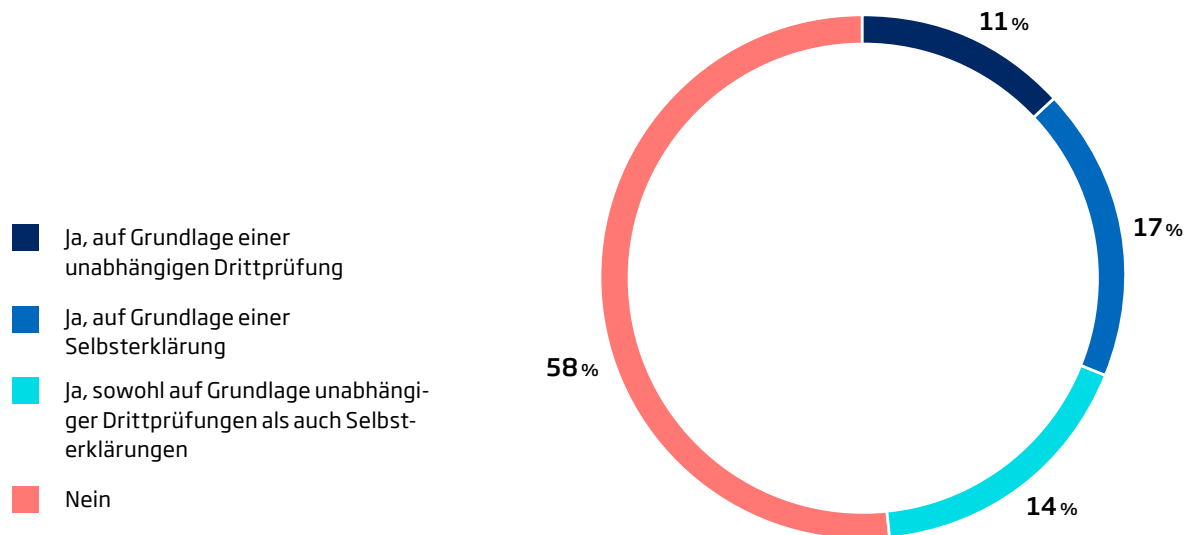 11 %
17 %
58 %
14 %
Ja, auf Grundlage einer
unabhängigen Drittprüfung
Ja, auf Grundlage einer
Selbsterklärung
Ja, sowohl auf Grundlage unabhängi-
ger Drittprüfungen als auch Selbst-
erklärungen
Nein